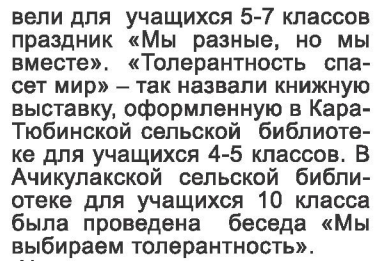 вели для учащихся 5-7 классов
праздник «Мы разные, но мы
вместе». «Толерантность спа-
сет мир» – так назвали книжную
выставку, оформленную в Кара-
Тюбинской сельской библиоте-
ке для учащихся 4-5 классов. В
Ачикулакской сельской библи-
отеке для учащихся 10 класса
была проведена беседа «Мы
выбираем толерантность».